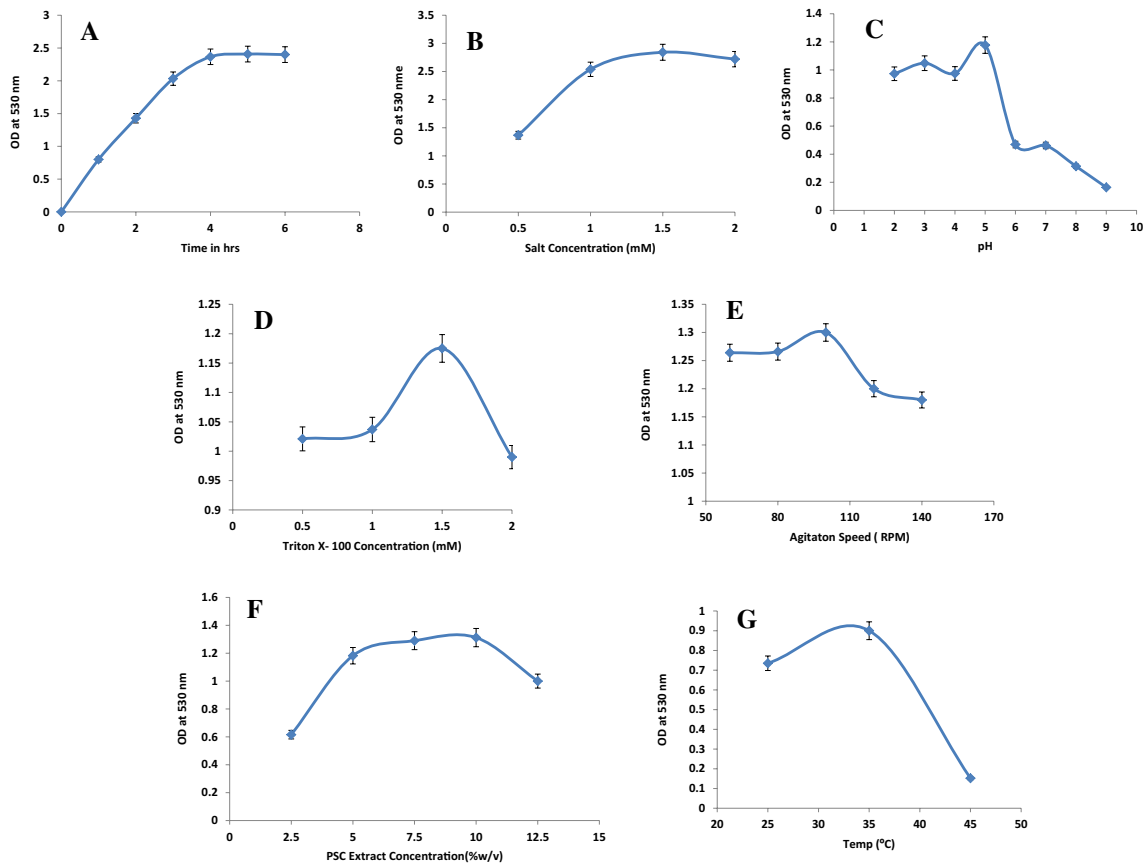 A
OD at 530 nm
3
2.5
2
1.5
1
0.5
0
0 2 4 6 8
Time in hrs
B
OD at 530 nme
3.5
3
2.5
2
1.5
1
0.5
0
0.5 1 1.5 2
Salt Concentration (mM)
C
OD at 530 nm
1.4
1.2
1
0.8
0.6
0.4
0.2
0
0 1 2 3 4 5 6 7 8 9 10
pH
D
OD at 530 nm
1.25
1.2
1.15
1.1
1.05
1
0.95
0.9
0 0.5 1 1.5 2
Triton X- 100 Concentration (mM)
E
OD at 530 nm
1.35
1.3
1.25
1.2
1.15
1.1
1.05
1
50 80 110 140 170
Agitaton Speed ( RPM)
F
OD at 530 nm
1.6
1.4
1.2
1
0.8
0.6
0.4
0.2
0
0 2.5 5 7.5 10 12.5 15
PSC Extract Concentration(%w/v)
G
OD at 530 nm
1
0.9
0.8
0.7
0.6
0.5
0.4
0.3
0.2
0.1
0
20 25 30 35 40 45 50
Temp (°C)